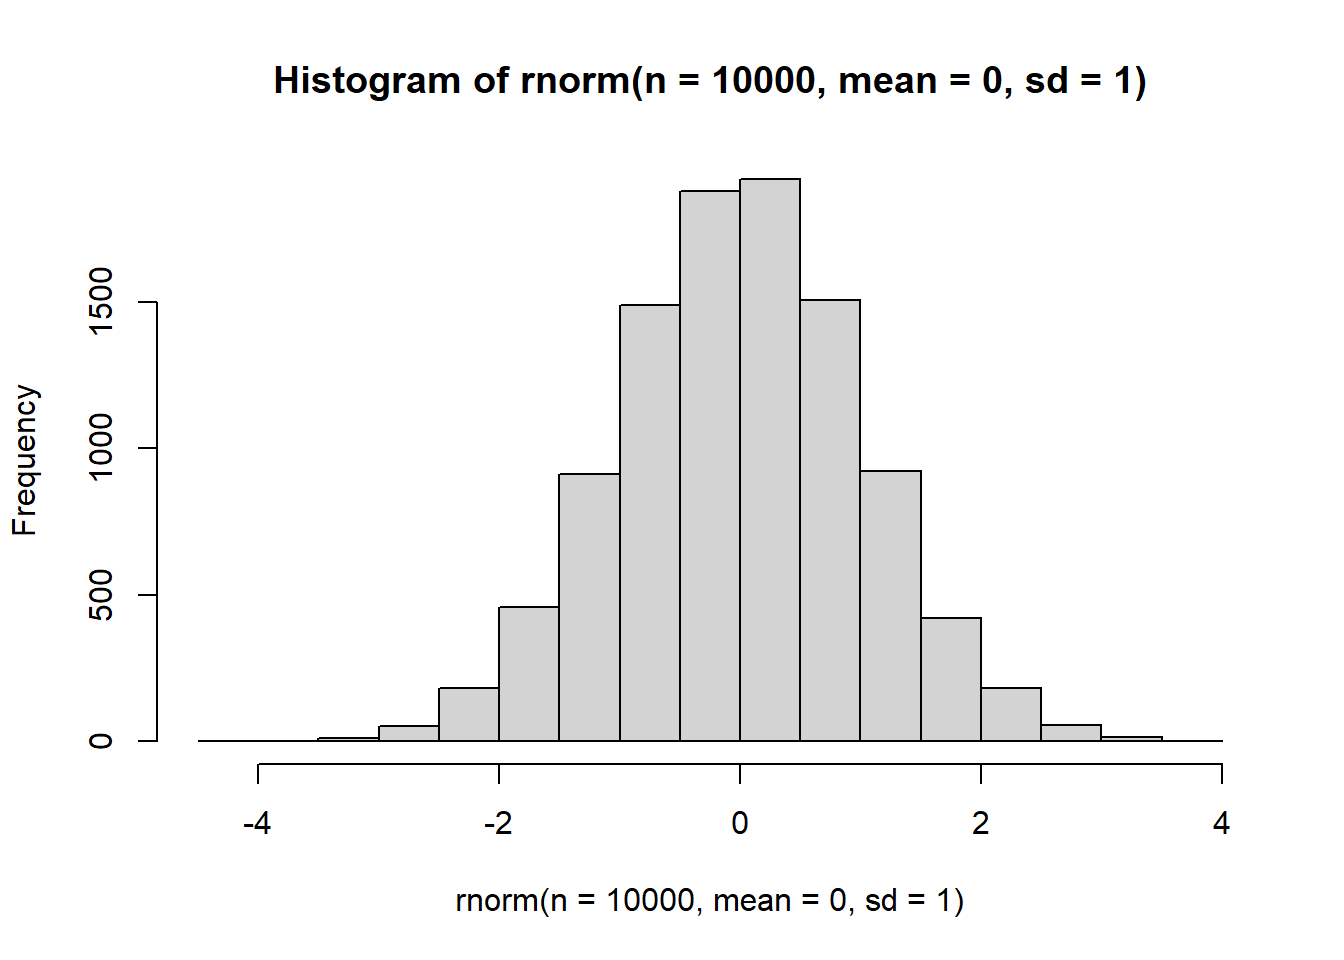 Histogram of rnorm(n = 10000, mean = 0, sd = 1)
Frequency
1500
1000
500
0
-4 -2 0 2 4
rnorm(n = 10000, mean = 0, sd = 1)